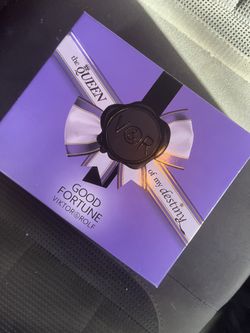 the QUEEN
V&R
of my destiny
GOOD
FORTUNE
VIKTOR&ROLF